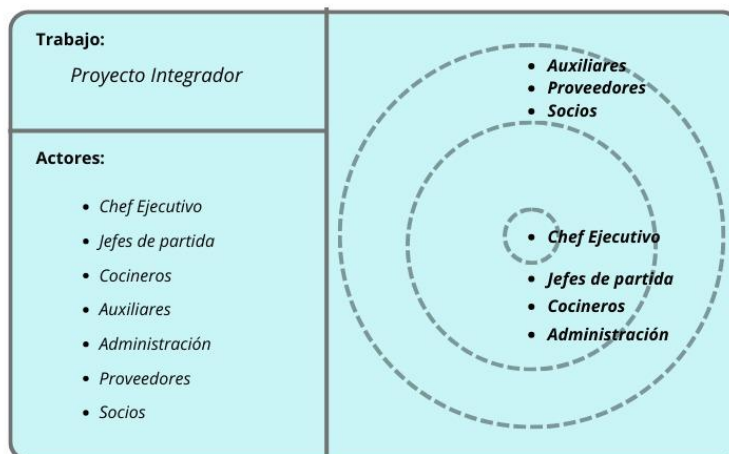 Trabajo:
Proyecto Integrador
Actores:
• Chef Ejecutivo
• Jefes de partida
• Cocineros
• Auxiliares
• Administración
• Proveedores
• Socios
• Auxiliares
• Proveedores
• Socios
• Chef Ejecutivo
• Jefes de partida
• Cocineros
• Administración